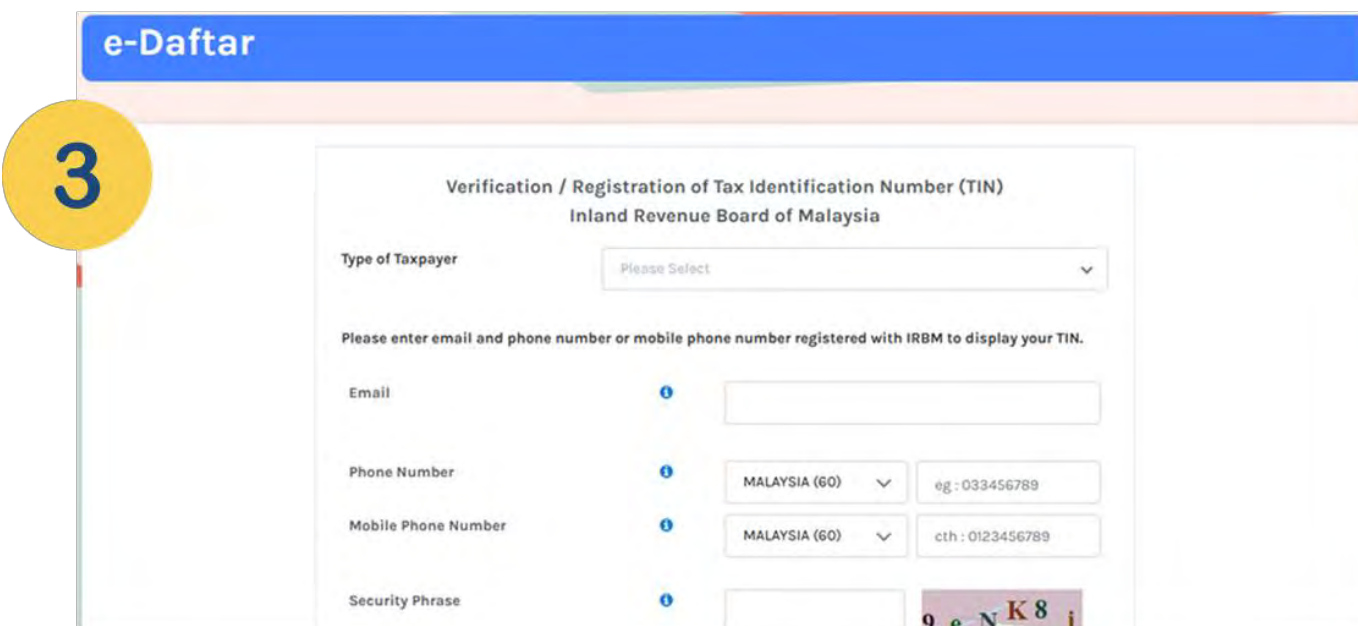 e-Daftar
3
Verification / Registration of Tax Identification Number (TIN)
Inland Revenue Board of Malaysia
Type of Taxpayer
Please Select
Please enter email and phone number or mobile phone number registered with IRBM to display your TIN.
Email
Phone Number MALAYSIA (60) eg : 033456789
Mobile Phone Number MALAYSIA (60) cth : 0123456789
Security Phrase